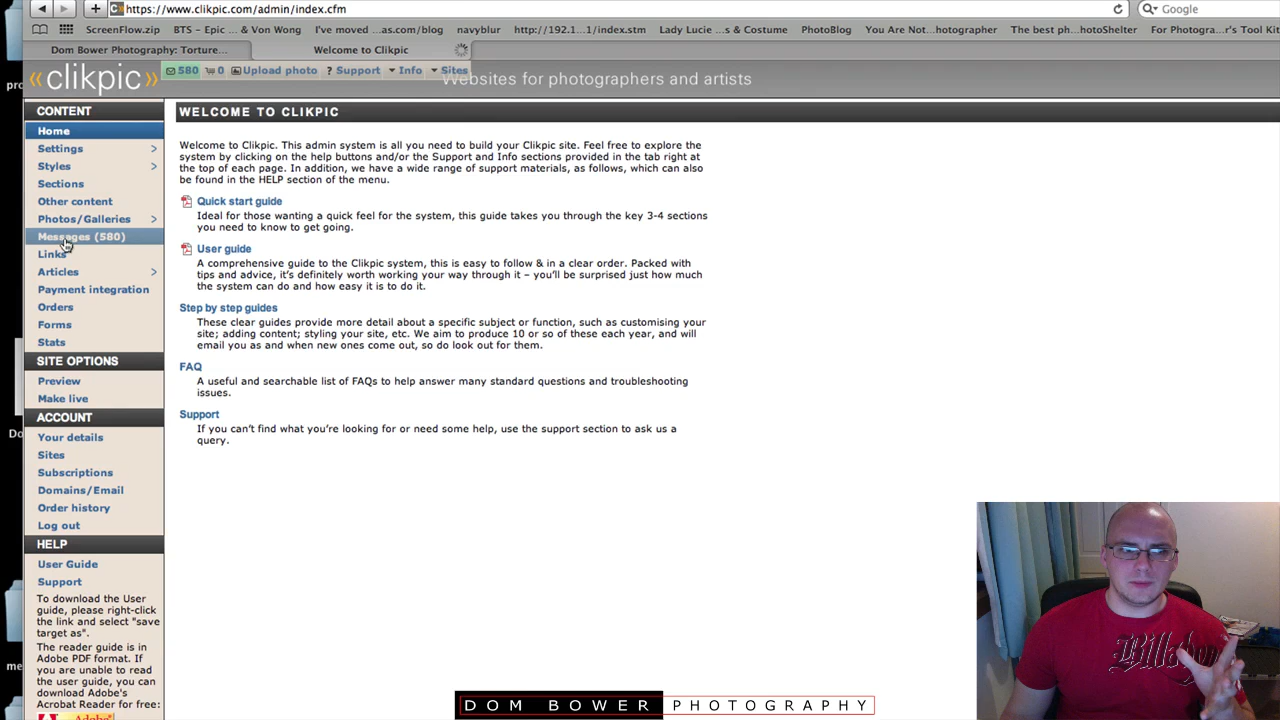 https://www.clikpic.com/admin/index.cfm
Google
ScreenFlow.zip BTS – Epic ... & Von Wong I've moved ...as.com/blog navyblur http://192.1...1/index.stm Lady Lucie ... & Costume PhotoBlog You Are Not...hotographer The best ph...hotoShelter For Photogra...r's Tool Kit
Dom Bower Photography: Torture... Welcome to Clikpic
«clikpic» 580 0 Upload photo ? Support Info Sites
Websites for photographers and artists
CONTENT
Home
Settings >
Styles >
Sections
Other content
Photos/Galleries >
Messages (580)
Links
Articles >
Payment integration
Orders
Forms
Stats
SITE OPTIONS
Preview
Make live
ACCOUNT
Your details
Sites
Subscriptions
Domains/Email
Order history
Log out
HELP
User Guide
Support
To download the User
guide, please right-click
the link and select "save
target as".
The reader guide is in
Adobe PDF format. If
you are unable to read
the user guide, you can
download Adobe's
Acrobat Reader for free:
Adobe
WELCOME TO CLIKPIC
Welcome to Clikpic. This admin system is all you need to build your Clikpic site. Feel free to explore the
system by clicking on the help buttons and/or the Support and Info sections provided in the tab right at
the top of each page. In addition, we have a wide range of support materials, as follows, which can also
be found in the HELP section of the menu.
Quick start guide
Ideal for those wanting a quick feel for the system, this guide takes you through the key 3-4 sections
you need to know to get going.
User guide
A comprehensive guide to the Clikpic system, this is easy to follow & in a clear order. Packed with
tips and advice, it's definitely worth working your way through it – you'll be surprised just how much
the system can do and how easy it is to do it.
Step by step guides
These clear guides provide more detail about a specific subject or function, such as customising your
site; adding content; styling your site, etc. We aim to produce 10 or so of these each year, and will
email you as and when new ones come out, so do look out for them.
FAQ
A useful and searchable list of FAQs to help answer many standard questions and troubleshooting
issues.
Support
If you can't find what you're looking for or need some help, use the support section to ask us a
query.
DOM BOWER PHOTOGRAPHY